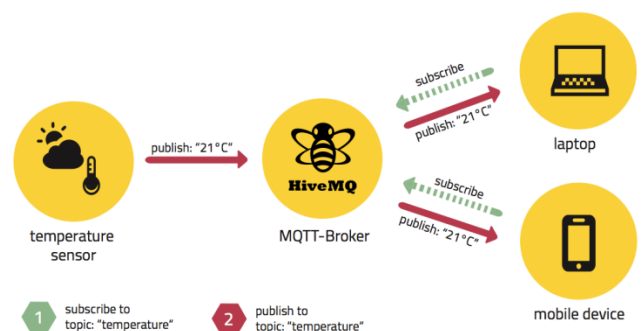 subscribe
publish: "21°C"
publish: "21°C"
HiveMQ
laptop
temperature
sensor
MQTT-Broker
subscribe
publish: "21°C"
mobile device
1
subscribe to
topic: "temperature"
2
publish to
topic: "temperature"